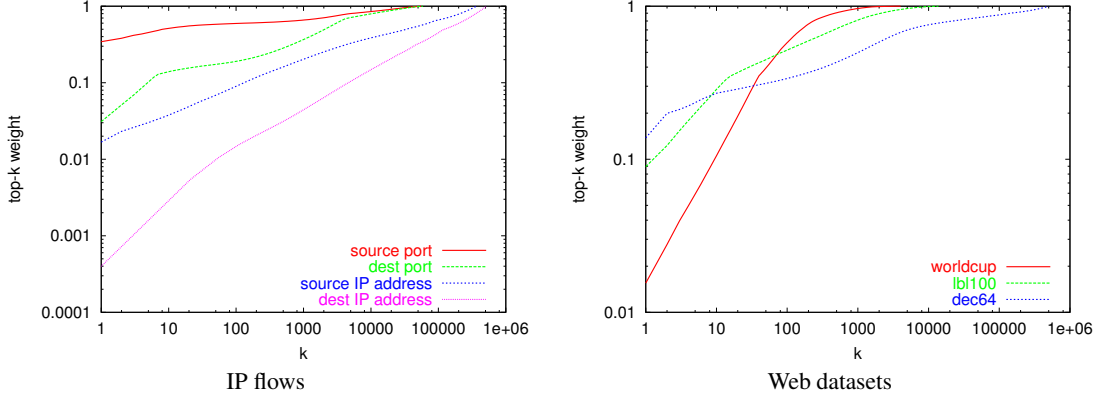 1
0.1
0.01
0.001
0.0001
top-k weight
source port
dest port
source IP address
dest IP address
1 10 100 1000 10000 100000 1e+06
k
IP flows
1
0.1
0.01
top-k weight
worldcup
lbl100
dec64
1 10 100 1000 10000 100000 1e+06
k
Web datasets